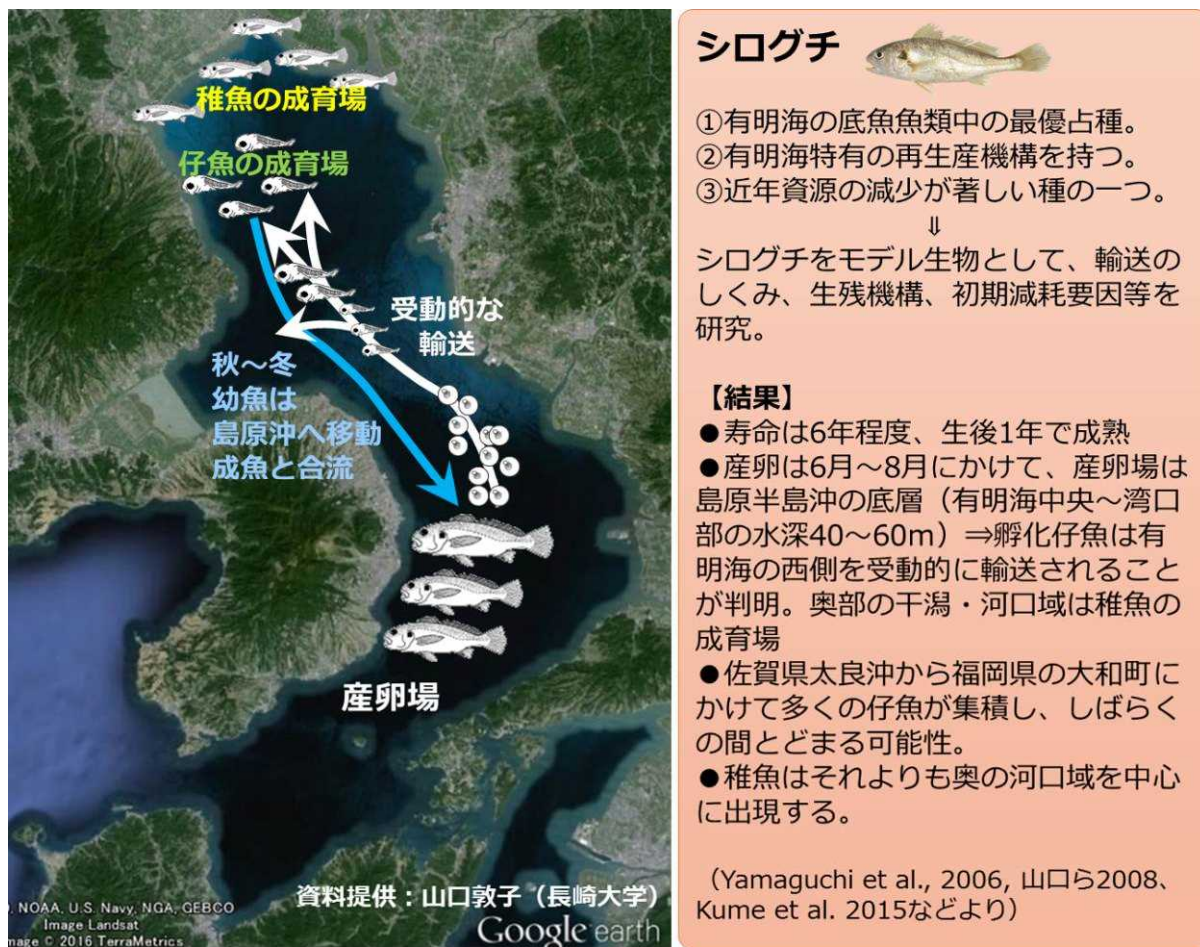 稚魚の成育場
仔魚の成育場
受動的な
輸送
秋～冬
幼魚は
島原沖へ移動
成魚と合流
産卵場
資料提供：山口敦子（長崎大学）
, NOAA, U.S. Navy, NGA, GEBCO
Image Landsat
mage © 2016 TerraMetrics
Google earth
シログチ
①有明海の底魚魚類中の最優占種。
②有明海特有の再生産機構を持つ。
③近年資源の減少が著しい種の一つ。
⇓
シログチをモデル生物として、輸送の
しくみ、生残機構、初期減耗要因等を
研究。
【結果】
●寿命は6年程度、生後1年で成熟
●産卵は6月～8月にかけて、産卵場は
島原半島沖の底層（有明海中央～湾口
部の水深40～60m）⇒孵化仔魚は有
明海の西側を受動的に輸送されること
が判明。奥部の干潟・河口域は稚魚の
成育場
●佐賀県太良沖から福岡県の大和町に
かけて多くの仔魚が集積し、しばらく
の間とどまる可能性。
●稚魚はそれよりも奥の河口域を中心
に出現する。
（Yamaguchi et al., 2006, 山口ら2008、
Kume et al. 2015などより）